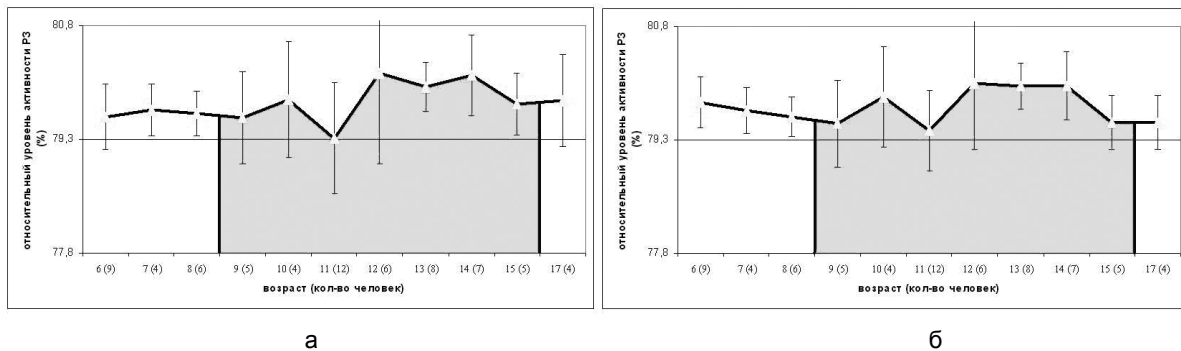 относительный уровень активности Р3
(%)
80,8
79,3
77,8
6 (9) 7 (4) 8 (6) 9 (5) 10 (4) 11 (12) 12 (6) 13 (8) 14 (7) 15 (5) 17 (4)
возраст (кол-во человек)
а
относительный уровень активности Р3
(%)
80,8
79,3
77,8
6 (9) 7 (4) 8 (6) 9 (5) 10 (4) 11 (12) 12 (6) 13 (8) 14 (7) 15 (5) 17 (4)
возраст (кол-во человек)
б